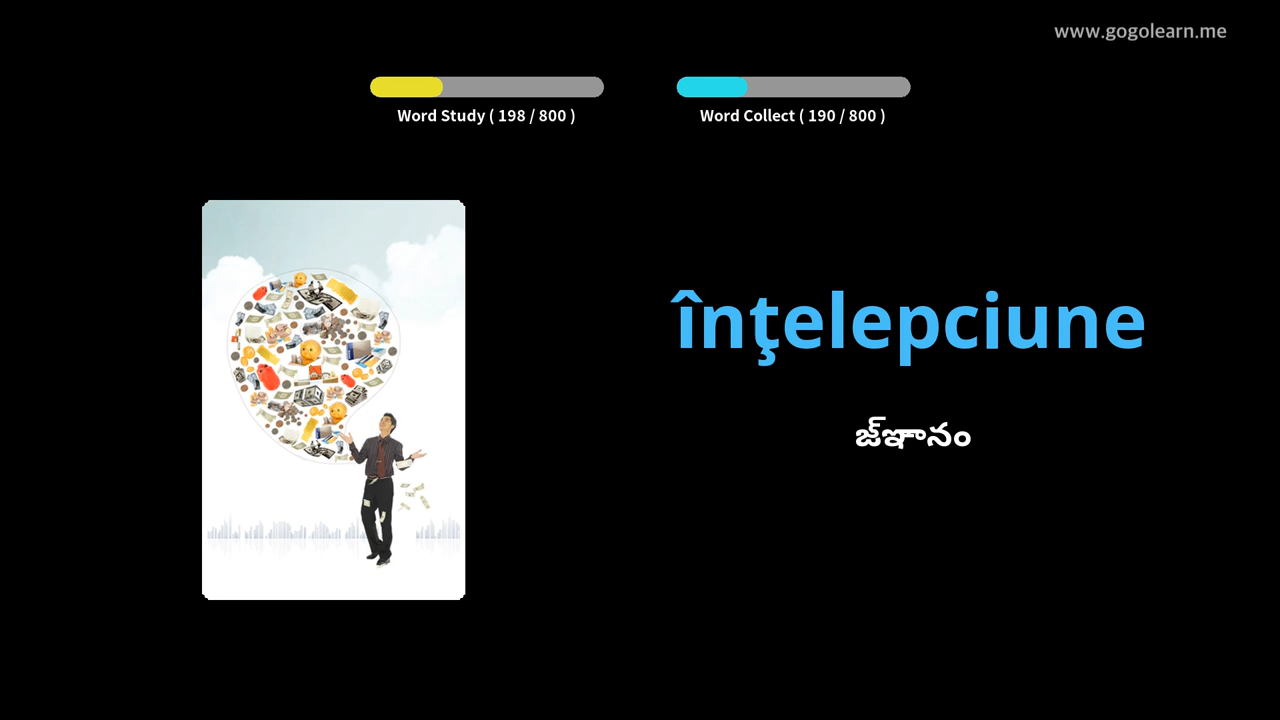 www.gogolearn.me
Word Study ( 198 / 800 )
Word Collect ( 190 / 800 )
înţelepciune
ജ്ഞാനം